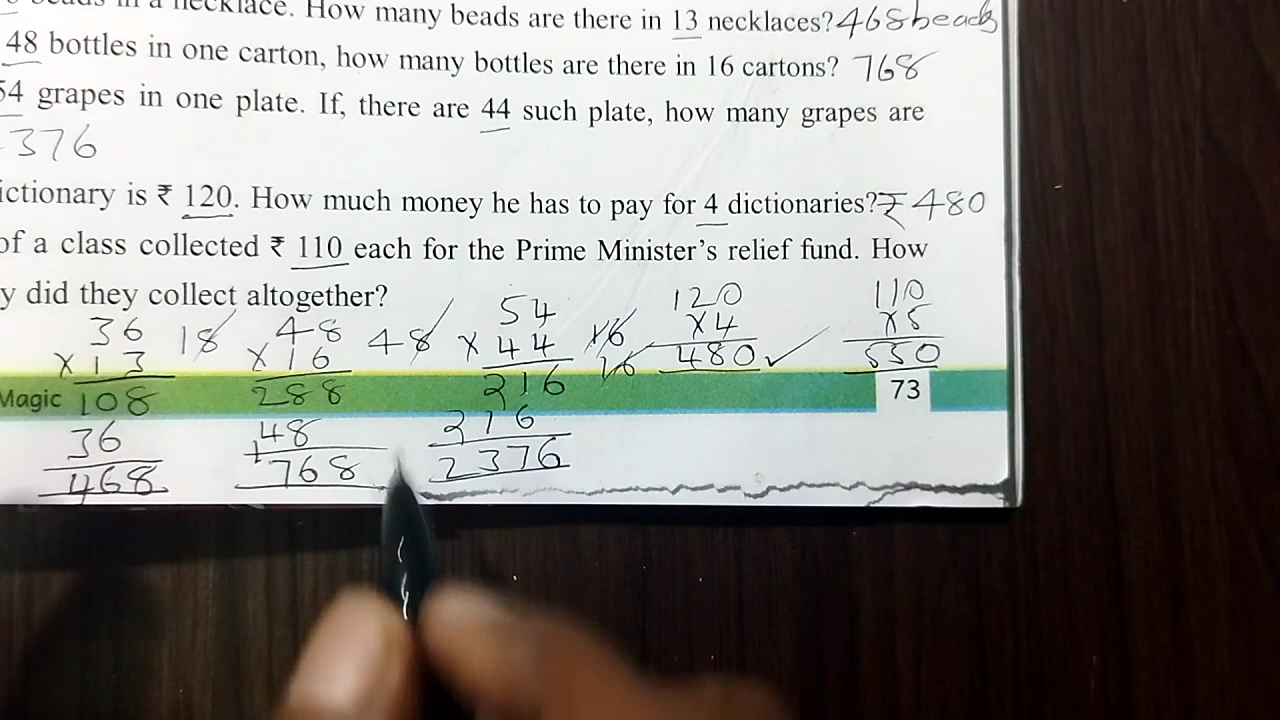 beads in a necklace. How many beads are there in 13 necklaces? 468 beads
48 bottles in one carton, how many bottles are there in 16 cartons? 768
54 grapes in one plate. If, there are 44 such plate, how many grapes are
376
ictionary is ₹ 120. How much money he has to pay for 4 dictionaries? ₹ 480
of a class collected ₹ 110 each for the Prime Minister's relief fund. How
y did they collect altogether?
36 18 48 48 54 16 120 110
x 13 x 16 x 44 16 x4 x5
108 288 216 480 ✓ 550
36 48 216
468 + 768 2376
Magic 73